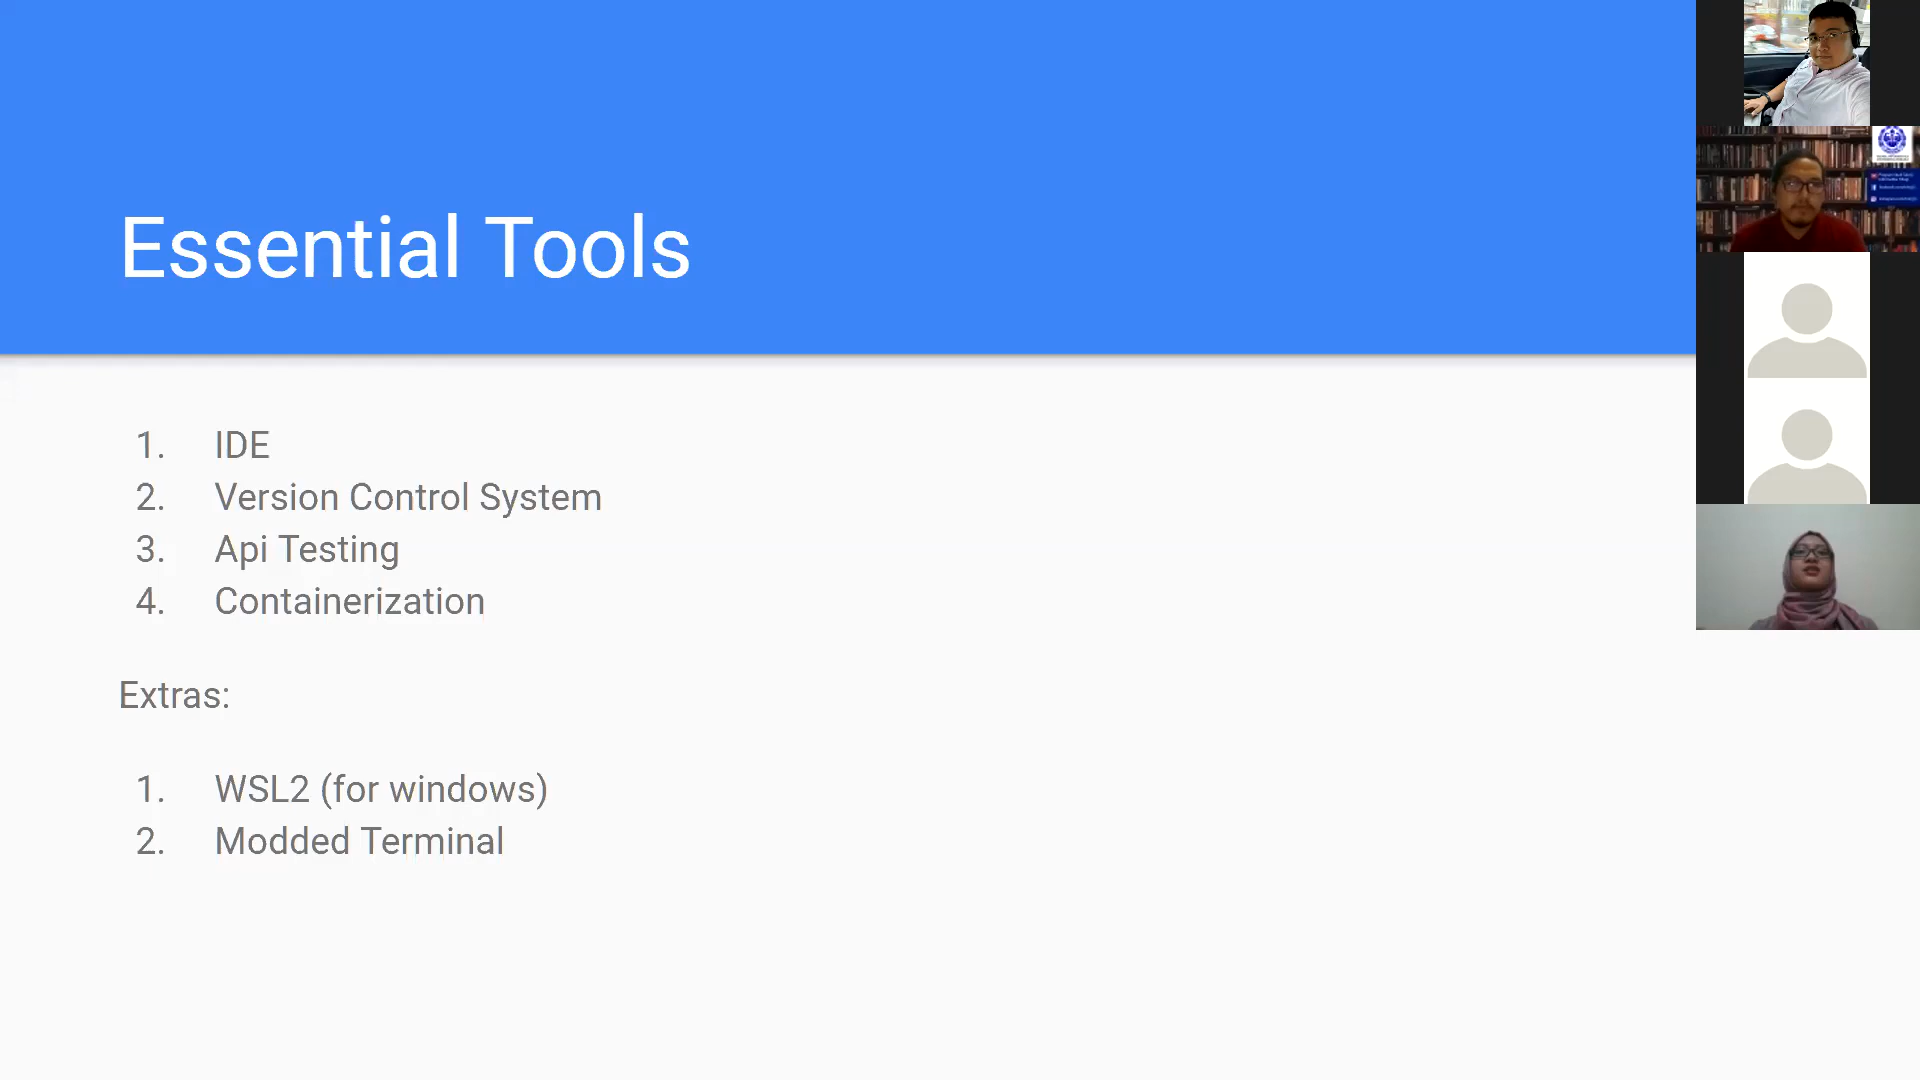 Essential Tools
1. IDE
2. Version Control System
3. Api Testing
4. Containerization
Extras:
1. WSL2 (for windows)
2. Modded Terminal